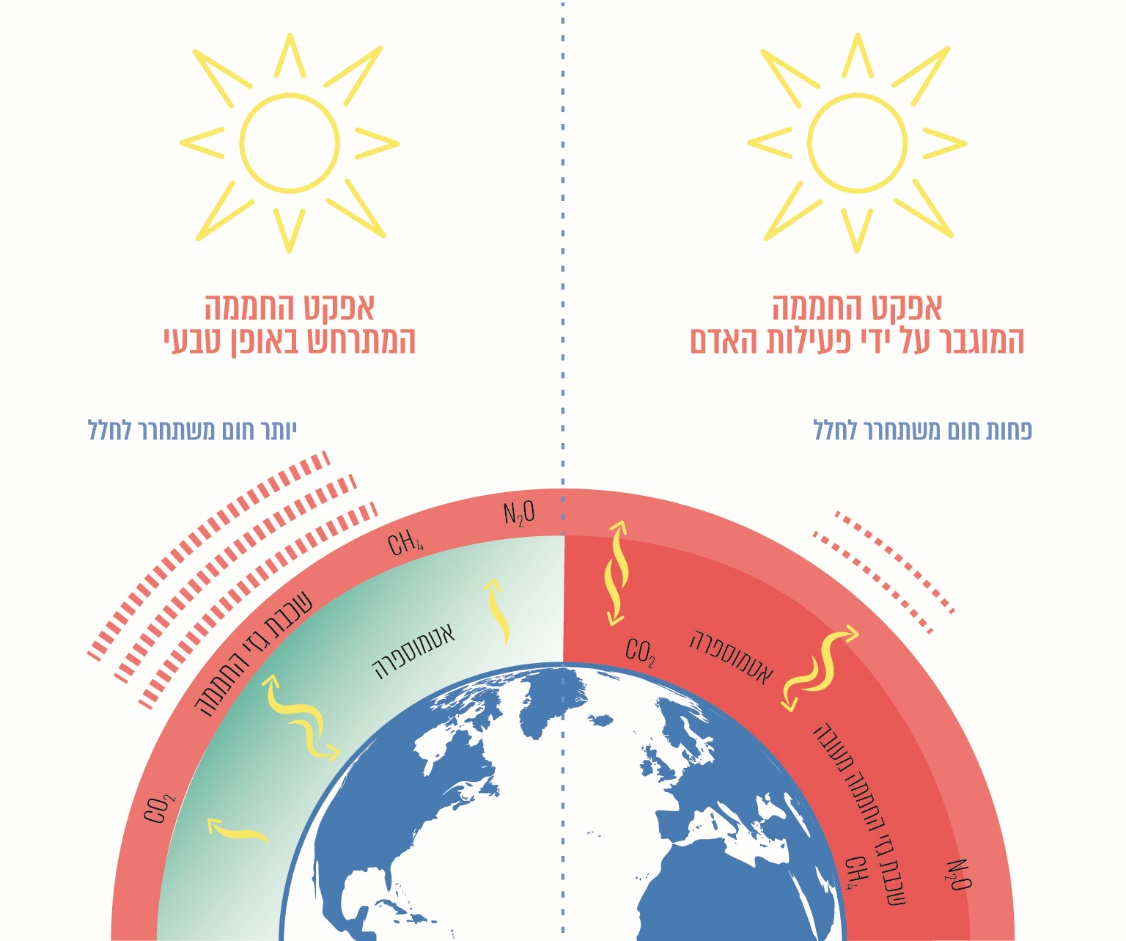 אפקט החממה
המוגבר על ידי פעילות האדם
פחות חום משתחרר לחלל
CO₂
אטמוספרה
שכבת גזי החממה מעובה
CH₄
N₂O
אפקט החממה
המתרחש באופן טבעי
יותר חום משתחרר לחלל
N₂O
CH₄
שכבת גזי החממה
אטמוספרה
CO₂